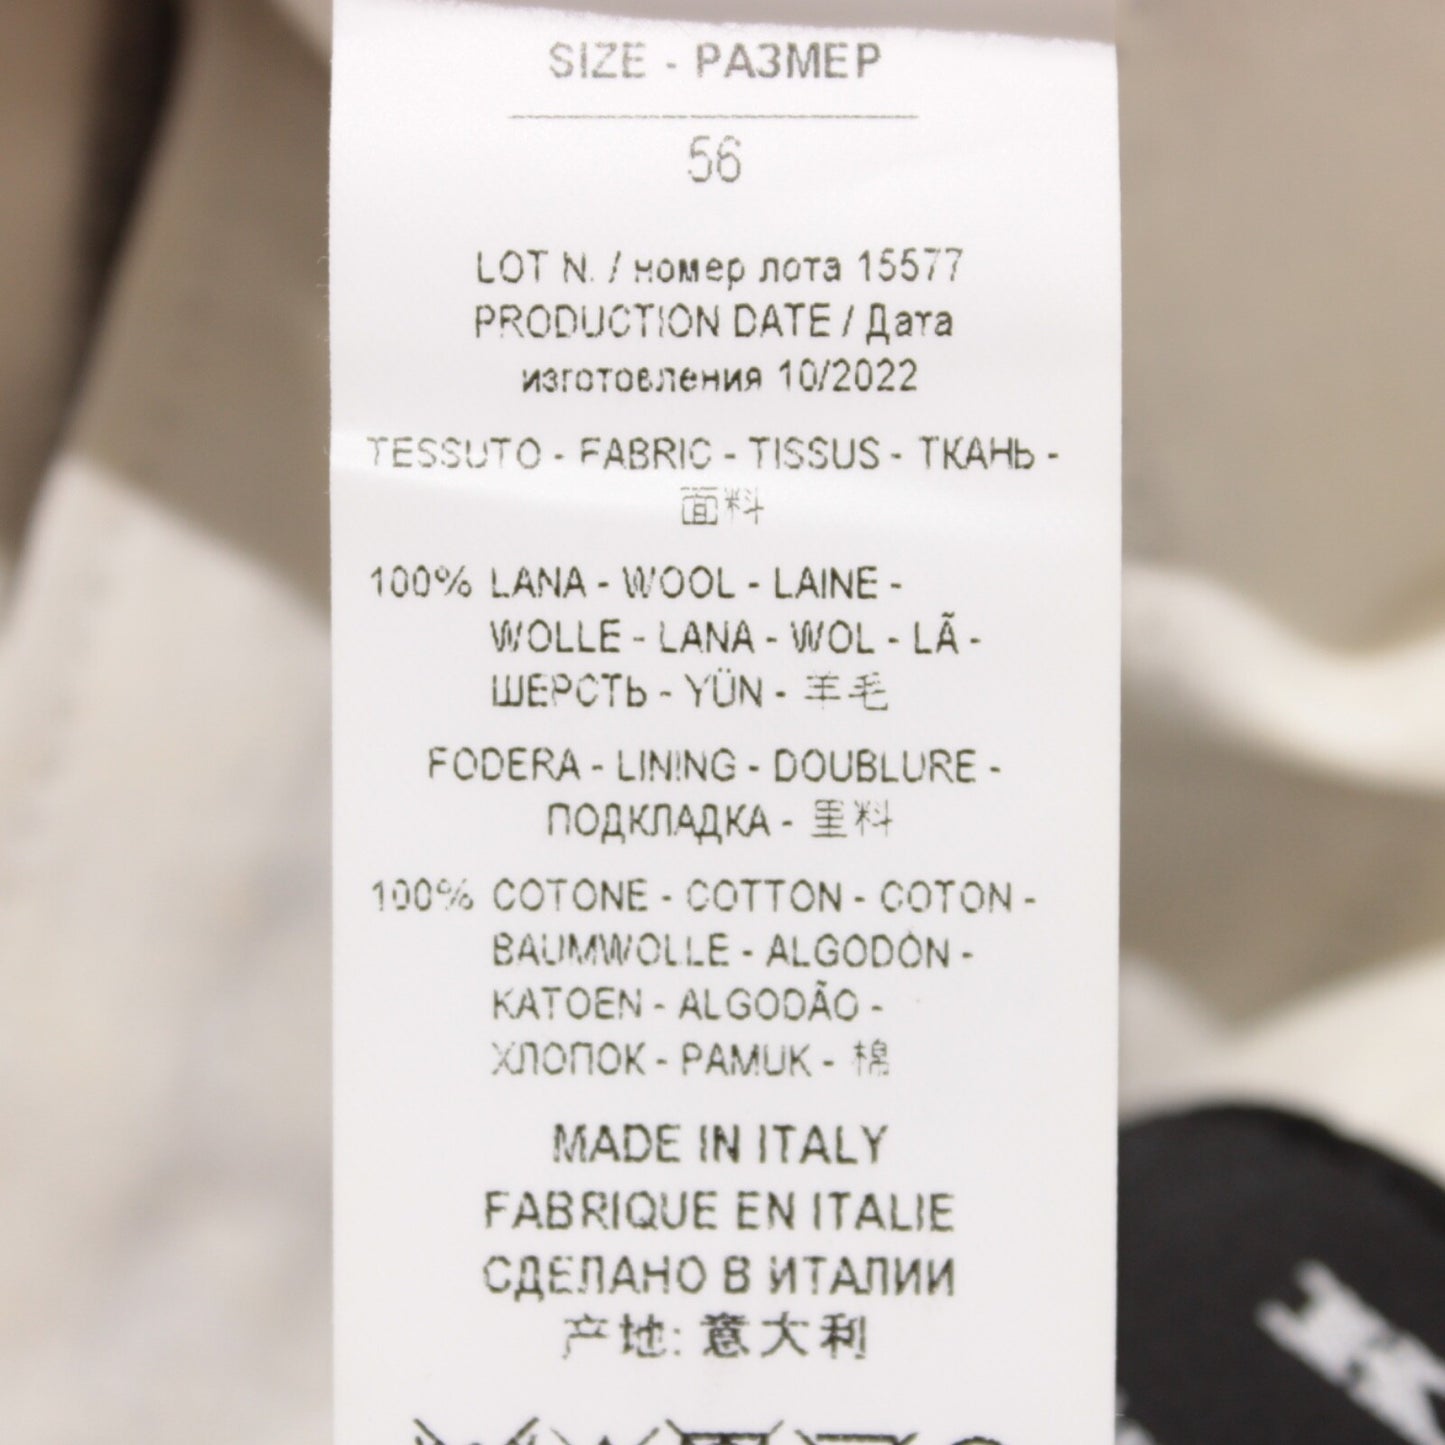 SIZE - РАЗМЕР
56
LOT N. / номер лота 15577
PRODUCTION DATE / Дата
изготовления 10/2022
TESSUTO - FABRIC - TISSUS - ТКАНЬ -
面料
100% LANA - WOOL - LAINE -
WOLLE - LANA - WOL - LÃ -
ШЕРСТЬ - YÜN - 羊毛
FODERA - LINING - DOUBLURE -
ПОДКЛАДКА - 里料
100% COTONE - COTTON - COTON -
BAUMWOLLE - ALGODÓN -
KATOEN - ALGODÃO -
ХЛОПОК - PAMUK - 棉
MADE IN ITALY
FABRIQUE EN ITALIE
СДЕЛАНО В ИТАЛИИ
产地: 意大利